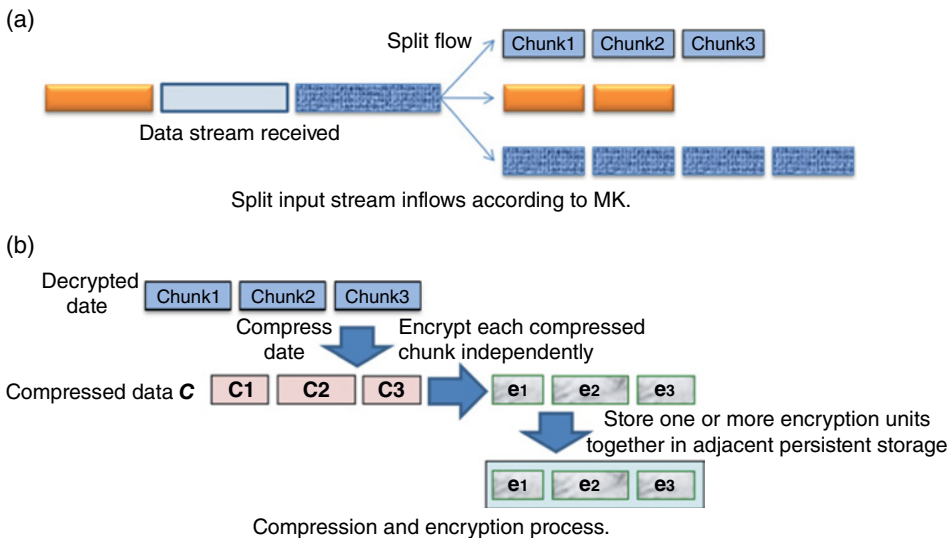 (a)
Split flow
Chunk1 Chunk2 Chunk3
Data stream received
Split input stream inflows according to MK.
(b)
Decrypted
date
Chunk1 Chunk2 Chunk3
Compress
date
Encrypt each compressed
chunk independently
Compressed data C
C1 C2 C3
e1 e2 e3
Store one or more encryption units
together in adjacent persistent storage
e1 e2 e3
Compression and encryption process.